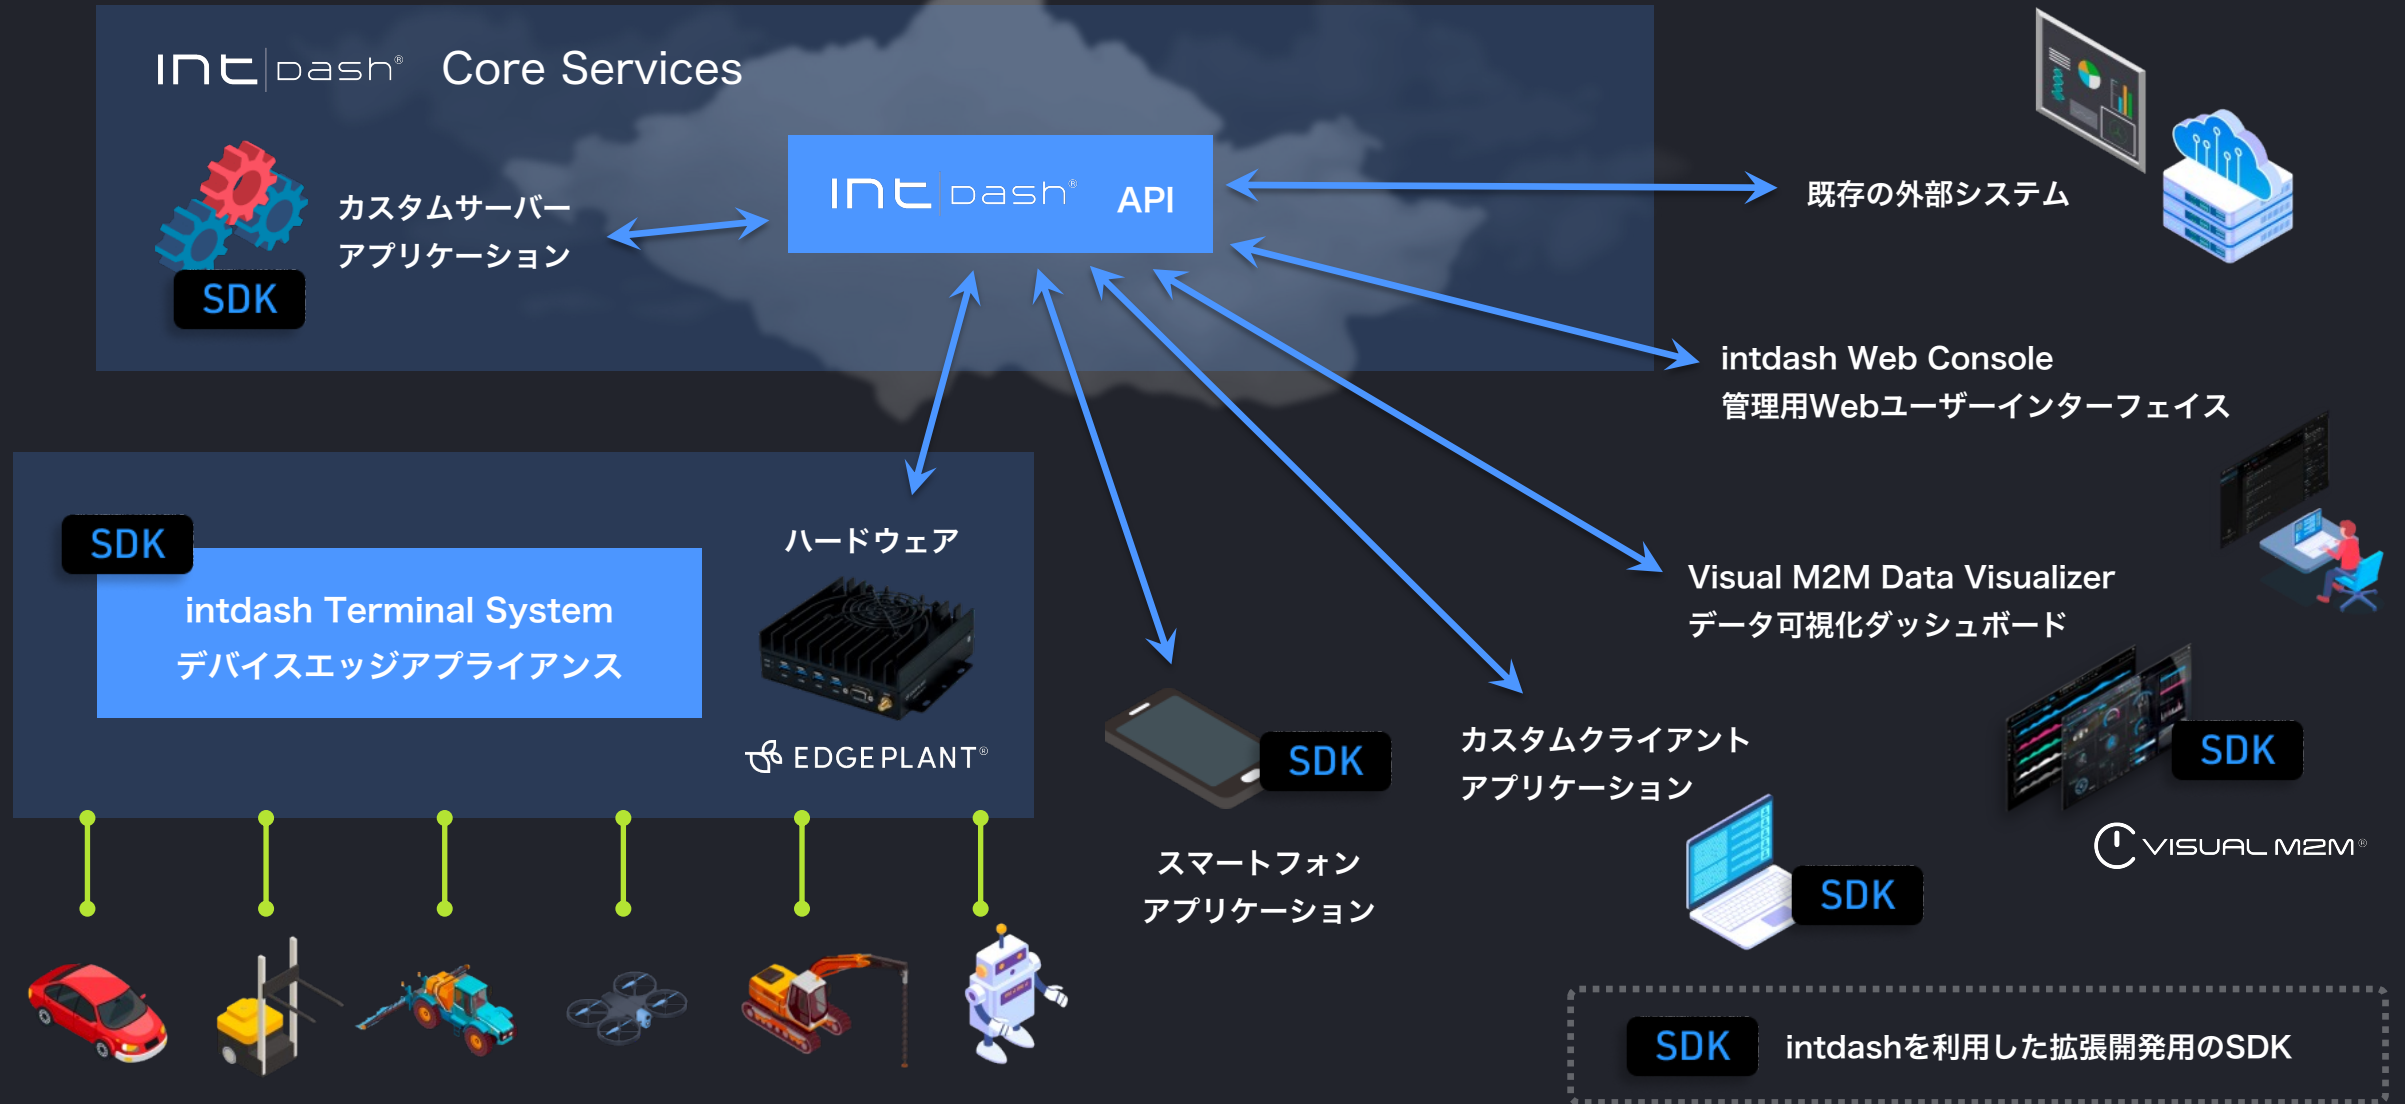 intdash® Core Services
カスタムサーバー
アプリケーション
SDK
intdash® API
既存の外部システム
intdash Web Console
管理用Webユーザーインターフェイス
SDK
intdash Terminal System
デバイスエッジアプライアンス
ハードウェア
EDGEPLANT®
Visual M2M Data Visualizer
データ可視化ダッシュボード
SDK
VISUAL M2M®
カスタムクライアント
アプリケーション
SDK
SDK
スマートフォン
アプリケーション
SDK intdashを利用した拡張開発用のSDK